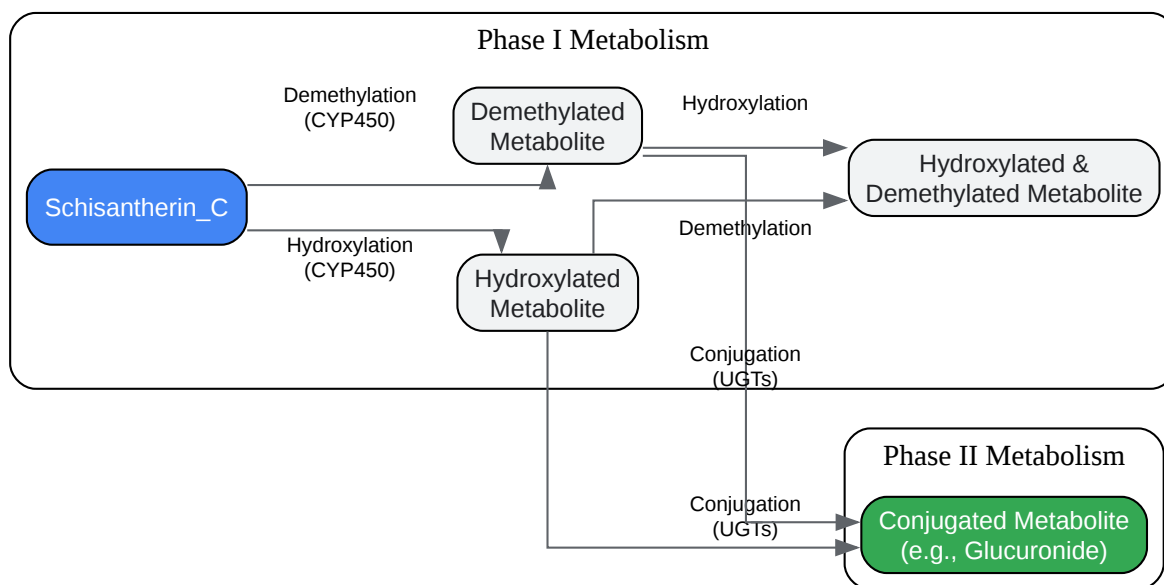 Phase I Metabolism
Demethylation
(CYP450)
Demethylated
Metabolite
Hydroxylation
Hydroxylated &
Demethylated Metabolite
Schisantherin_C
Demethylation
Hydroxylation
(CYP450)
Hydroxylated
Metabolite
Conjugation
(UGTs)
Phase II Metabolism
Conjugation
(UGTs)
Conjugated Metabolite
(e.g., Glucuronide)